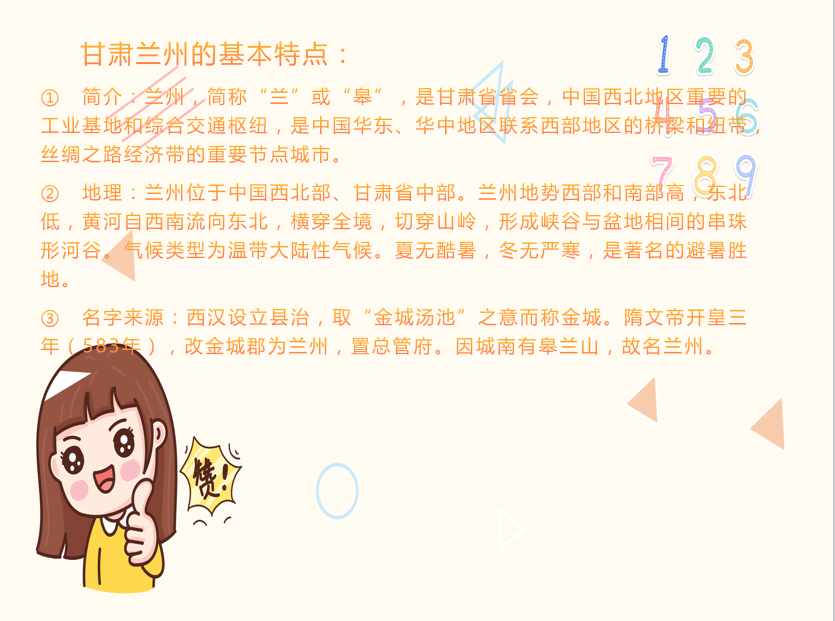 甘肃兰州的基本特点：
1 2 3
① 简介：兰州，简称“兰”或“皋”，是甘肃省省会，中国西北地区重要的
4 5 6
工业基地和综合交通枢纽，是中国华东、华中地区联系西部地区的桥梁和纽带，
丝绸之路经济带的重要节点城市。
7 8 9
② 地理：兰州位于中国西北部、甘肃省中部。兰州地势西部和南部高，东北
低，黄河自西南流向东北，横穿全境，切穿山岭，形成峡谷与盆地相间的串珠
形河谷。气候类型为温带大陆性气候。夏无酷暑，冬无严寒，是著名的避暑胜
地。
③ 名字来源：西汉设立县治，取“金城汤池”之意而称金城。隋文帝开皇三
年（583年），改金城郡为兰州，置总管府。因城南有皋兰山，故名兰州。
赞!